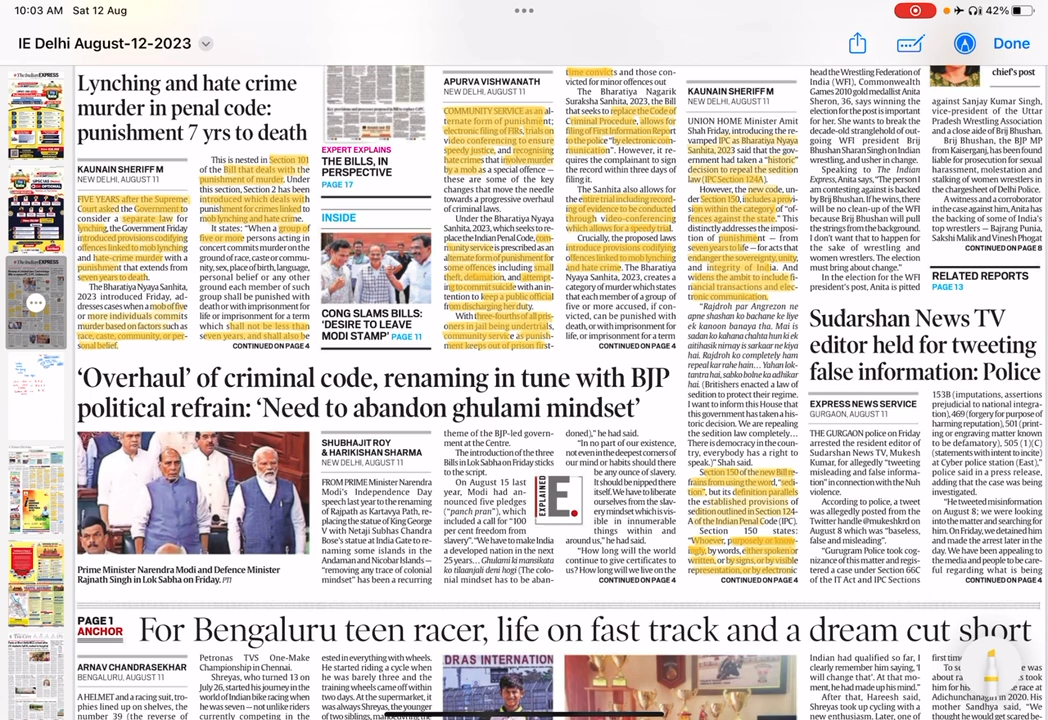 10:03 AM Sat 12 Aug
42%
IE Delhi August-12-2023
Done
Lynching and hate crime
murder in penal code:
punishment 7 yrs to death
KAUNAIN SHERIFF M
NEW DELHI, AUGUST 11
FIVE YEARS after the Supreme
Court asked the Government to
consider a separate law for
lynching, the Government Friday
introduced provisions codifying
offences linked to mob lynching
and hate-crime murder with a
punishment that extends from
seven years to death.
The Bharatiya Nyaya Sanhita,
2023 introduced Friday, ad-
dresses cases when a mob of five
or more individuals commits
murder based on factors such as
race, caste, community, or per-
sonal belief.
This is nested in Section 101
of the Bill that deals with the
punishment of murder. Under
this section, Section 2 has been
introduced which deals with
punishment for crimes linked to
mob lynching and hate crime.
It states: "When a group of
five or more persons acting in
concert commits murder on the
ground of race, caste or commu-
nity, sex, place of birth, language,
personal belief or any other
ground each member of such
group shall be punished with
death or with imprisonment for
life or imprisonment for a term
which shall not be less than
seven years, and shall also be
CONTINUED ON PAGE 4
EXPERT EXPLAINS
THE BILLS, IN
PERSPECTIVE
PAGE 17
INSIDE
CONG SLAMS BILLS:
'DESIRE TO LEAVE
MODI STAMP' PAGE 11
APURVA VISHWANATH
NEW DELHI, AUGUST 11
COMMUNITY SERVICE as an al-
ternate form of punishment;
electronic filing of FIRs, trials on
speedy justice, and recognising
hate crimes that involve murder
by a mob as a special offence —
these are some of the key
changes that move the needle
towards a progressive overhaul
of criminal laws.
Under the Bharatiya Nyaya
Sanhita, 2023, which seeks to re-
place the Indian Penal Code, com-
munity service is prescribed as an
alternate form of punishment for
some offences including small
theft, defamation, and attempt-
ing to commit suicide with an in-
tention to keep a public official
from discharging her duty.
With three-fourths of all pris-
oners in jail being undertrials,
community service as punish-
ment keeps out of prison first-
time convicts and those con-
victed for minor offences out
The Bharatiya Nagarik
Suraksha Sanhita, 2023, the Bill
that seeks to replace the Code of
Criminal Procedure, allows for
filing of First Information Report
to the police "by electronic com-
munication". However, it re-
quires the complainant to sign
the record within three days of
filing it.
The Sanhita also allows for
the entire trial including record-
ing of evidence to be conducted
through video-conferencing
which allows for a speedy trial.
Crucially, the proposed laws
introduce provisions codifying
offences linked to mob lynching
and hate crime. The Bharatiya
Nyaya Sanhita, 2023, creates a
category of murder which states
that each member of a group of
five or more accused, if con-
victed, can be punished with
death, or with imprisonment for
life, or imprisonment for a term
CONTINUED ON PAGE 4
KAUNAIN SHERIFF M
NEW DELHI, AUGUST 11
UNION HOME Minister Amit
Shah Friday, introducing the re-
vamped IPC as Bharatiya Nyaya
Sanhita, 2023 said that the gov-
ernment had taken a "historic"
decision to repeal the sedition
law (IPC Section 124A).
However, the new code, un-
der Section 150, includes a provi-
sion within the category of "of-
fences against the state." This
distinctly addresses the imposi-
tion of punishment — from
seven years to life — for acts that
endanger the sovereignty, unity,
and integrity of India. And
widens the ambit to include fi-
nancial transactions and elec-
tronic communication.
"Rajdroh par Angrezon ne
apne shashan ko bachane ke liye
ek kanoon banaya tha. Mai is
sadan ko kahana chahta hun ki ek
aitihasik nirnay is sarkaar ne kiya
hai. Rajdroh ko completely ham
repeal kar rahe hain... Yahan lok-
tantra hai, sabko bolne ka adhikar
hai. (Britishers enacted a law of
sedition to protect their regime.
I want to inform this House that
this government has taken a his-
toric decision. We are repealing
the sedition law completely...
There is democracy in the coun-
try, everybody has a right to
speak.)" Shah said.
Section 150 of the new Bill re-
frains from using the word, "sedi-
tion", but its definition parallels
the established provisions of
sedition outlined in Section 124-
A of the Indian Penal Code (IPC).
Section 150 states:
"Whoever, purposely or know-
ingly, by words, either spoken or
written, or by signs, or by visible
representation, or by electronic
CONTINUED ON PAGE 4
head the Wrestling Federation of
India (WFI), Commonwealth
Games 2010 gold medallist Anita
Sheron, 36, says winning the
election for the post is important
for her. She wants to break the
decade-old stranglehold of out-
going WFI president Brij
Bhushan Sharan Singh on Indian
wrestling, and usher in change.
Speaking to The Indian
Express, Anita says, "The person I
am contesting against is backed
by Brij Bhushan. If he wins, there
will be no clean-up of the WFI
because Brij Bhushan will pull
the strings from the background.
I don't want that to happen for
the sake of wrestling and
women wrestlers. The election
must bring about change."
In the election for the WFI
president's post, Anita is pitted
chief's post
against Sanjay Kumar Singh,
vice-president of the Uttar
Pradesh Wrestling Association
and a close aide of Brij Bhushan.
Brij Bhushan, the BJP MP
from Kaiserganj, has been found
liable for prosecution for sexual
harassment, molestation and
stalking of women wrestlers in
the chargesheet of Delhi Police.
A witness and a corroborator
in the case against him, Anita has
the backing of some of India's
top wrestlers — Bajrang Punia,
Sakshi Malik and Vinesh Phogat
CONTINUED ON PAGE 8
RELATED REPORTS
PAGE 13
'Overhaul' of criminal code, renaming in tune with BJP
political refrain: 'Need to abandon ghulami mindset'
Prime Minister Narendra Modi and Defence Minister
Rajnath Singh in Lok Sabha on Friday. PTI
SHUBHAJIT ROY
& HARIKISHAN SHARMA
NEW DELHI, AUGUST 11
FROM PRIME Minister Narendra
Modi's Independence Day
speech last year to the renaming
of Rajpath as Kartavya Path, re-
placing the statue of King George
V with Netaji Subhas Chandra
Bose's statue at India Gate to re-
naming some islands in the
Andaman and Nicobar Islands —
"removing any trace of colonial
mindset" has been a recurring
theme of the BJP-led govern-
ment at the Centre.
The introduction of the three
Bills in Lok Sabha on Friday sticks
to the script.
On August 15 last
year, Modi had an-
nounced five pledges
("panch pran"), which
included a call for "100
per cent freedom from
slavery". "We have to make India
developed nation in the next
25 years... Ghulami ki mansikata
ko tilaanjali deni hogi (The colo-
nial mindset has to be aban-
EXPLAINED
E.
doned)," he said.
"In no part of our existence,
not even in the deepest corners of
our mind or habits should there
be any ounce of slavery.
It should be nipped there
itself. We have to liberate
ourselves from the slav-
ery mindset which is vis-
ible in innumerable
things within and
around us," he said.
"How long will the world
continue to give certificates to
us? How long will we live on the
CONTINUED ON PAGE 4
Sudarshan News TV
editor held for tweeting
false information: Police
EXPRESS NEWS SERVICE
GURGAON, AUGUST 11
THE GURGAON police on Friday
arrested the resident editor of
Sudarshan News TV, Mukesh
Kumar, for allegedly "tweeting
misleading and false informa-
tion" in connection with the Nuh
violence.
According to police, a tweet
was allegedly posted from the
Twitter handle @mukeshkrd on
August 8 which was "baseless,
false and misleading".
"Gurugram Police took cog-
nizance of this matter and regis-
tered a case under Section 66C
of the IT Act and IPC Sections
153B (imputations, assertions
prejudicial to national integra-
tion), 469 (forgery for purpose of
harming reputation), 501 (print-
ing or engraving matter known
to be defamatory), 505 (1)(C)
(statements with intent to incite)
at Cyber police station (East),"
police said in a press release,
adding that the case was being
investigated.
"He tweeted misinformation
on August 8; we were looking
into the matter and searching for
him. On Friday, we detained him
and made the arrest later in the
day. We have been appealing to
the media and people to be care-
ful regarding what is being
CONTINUED ON PAGE 4
PAGE 1
ANCHOR
For Bengaluru teen racer, life on fast track and a dream cut short
ARNAV CHANDRASEKHAR
BENGALURU, AUGUST 11
A HELMET and a racing suit, tro-
phies lined up on shelves, the
number 39 (the reverse of
Petronas TVS One-Make
Championship in Chennai.
Shreyas, who turned 13 on
July 26, started his journey in the
world of Indian bike racing when
he was seven – not unlike riders
currently competing in the
ested in everything with wheels.
He started riding a cycle when
he was barely three and the
training wheels came off within
two days. At the supermarket, it
was always Shreyas, the younger
of two siblings,
DRAS INTERNATIONAL
Indian had qualified so far, I
clearly remember him saying, 'I
will change that'. At that mo-
ment, he had made up his mind."
After that, Hareesh said,
Shreyas took up cycling with a
new enthusiasm. Later, one of
first
Adichunchanagiri in 2020. His
mother Sandhya said, "We
thought he would get scared be-